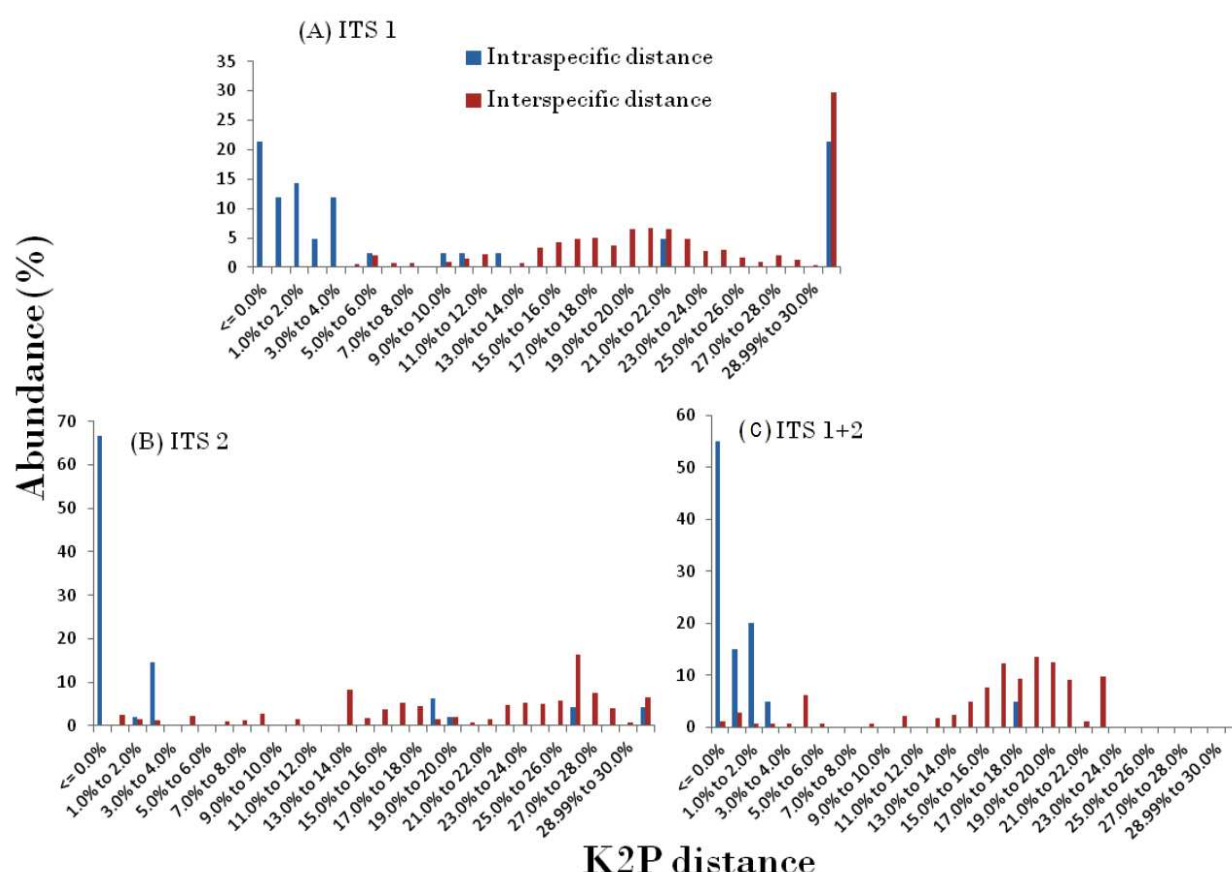 (A) ITS 1
Intraspecific distance
Interspecific distance
35
30
25
20
15
10
5
0
<= 0.0%
1.0% to 2.0%
3.0% to 4.0%
5.0% to 6.0%
7.0% to 8.0%
9.0% to 10.0%
11.0% to 12.0%
13.0% to 14.0%
15.0% to 16.0%
17.0% to 18.0%
19.0% to 20.0%
21.0% to 22.0%
23.0% to 24.0%
25.0% to 26.0%
27.0% to 28.0%
28.99% to 30.0%
Abundance (%)
(B) ITS 2
70
60
50
40
30
20
10
0
<= 0.0%
1.0% to 2.0%
3.0% to 4.0%
5.0% to 6.0%
7.0% to 8.0%
9.0% to 10.0%
11.0% to 12.0%
13.0% to 14.0%
15.0% to 16.0%
17.0% to 18.0%
19.0% to 20.0%
21.0% to 22.0%
23.0% to 24.0%
25.0% to 26.0%
27.0% to 28.0%
28.99% to 30.0%
(C) ITS 1+2
60
50
40
30
20
10
0
<= 0.0%
1.0% to 2.0%
3.0% to 4.0%
5.0% to 6.0%
7.0% to 8.0%
9.0% to 10.0%
11.0% to 12.0%
13.0% to 14.0%
15.0% to 16.0%
17.0% to 18.0%
19.0% to 20.0%
21.0% to 22.0%
23.0% to 24.0%
25.0% to 26.0%
27.0% to 28.0%
28.99% to 30.0%
K2P distance